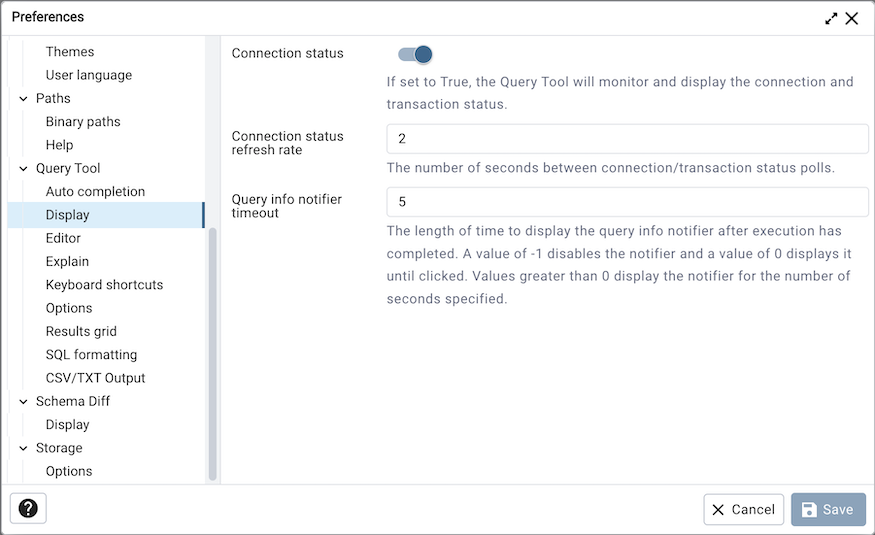 Preferences
Themes
User language
Paths
Binary paths
Help
Query Tool
Auto completion
Display
Editor
Explain
Keyboard shortcuts
Options
Results grid
SQL formatting
CSV/TXT Output
Schema Diff
Display
Storage
Options
Connection status
If set to True, the Query Tool will monitor and display the connection and
transaction status.
Connection status
refresh rate
2
The number of seconds between connection/transaction status polls.
Query info notifier
timeout
5
The length of time to display the query info notifier after execution has
completed. A value of -1 disables the notifier and a value of 0 displays it
until clicked. Values greater than 0 display the notifier for the number of
seconds specified.
?
Cancel
Save